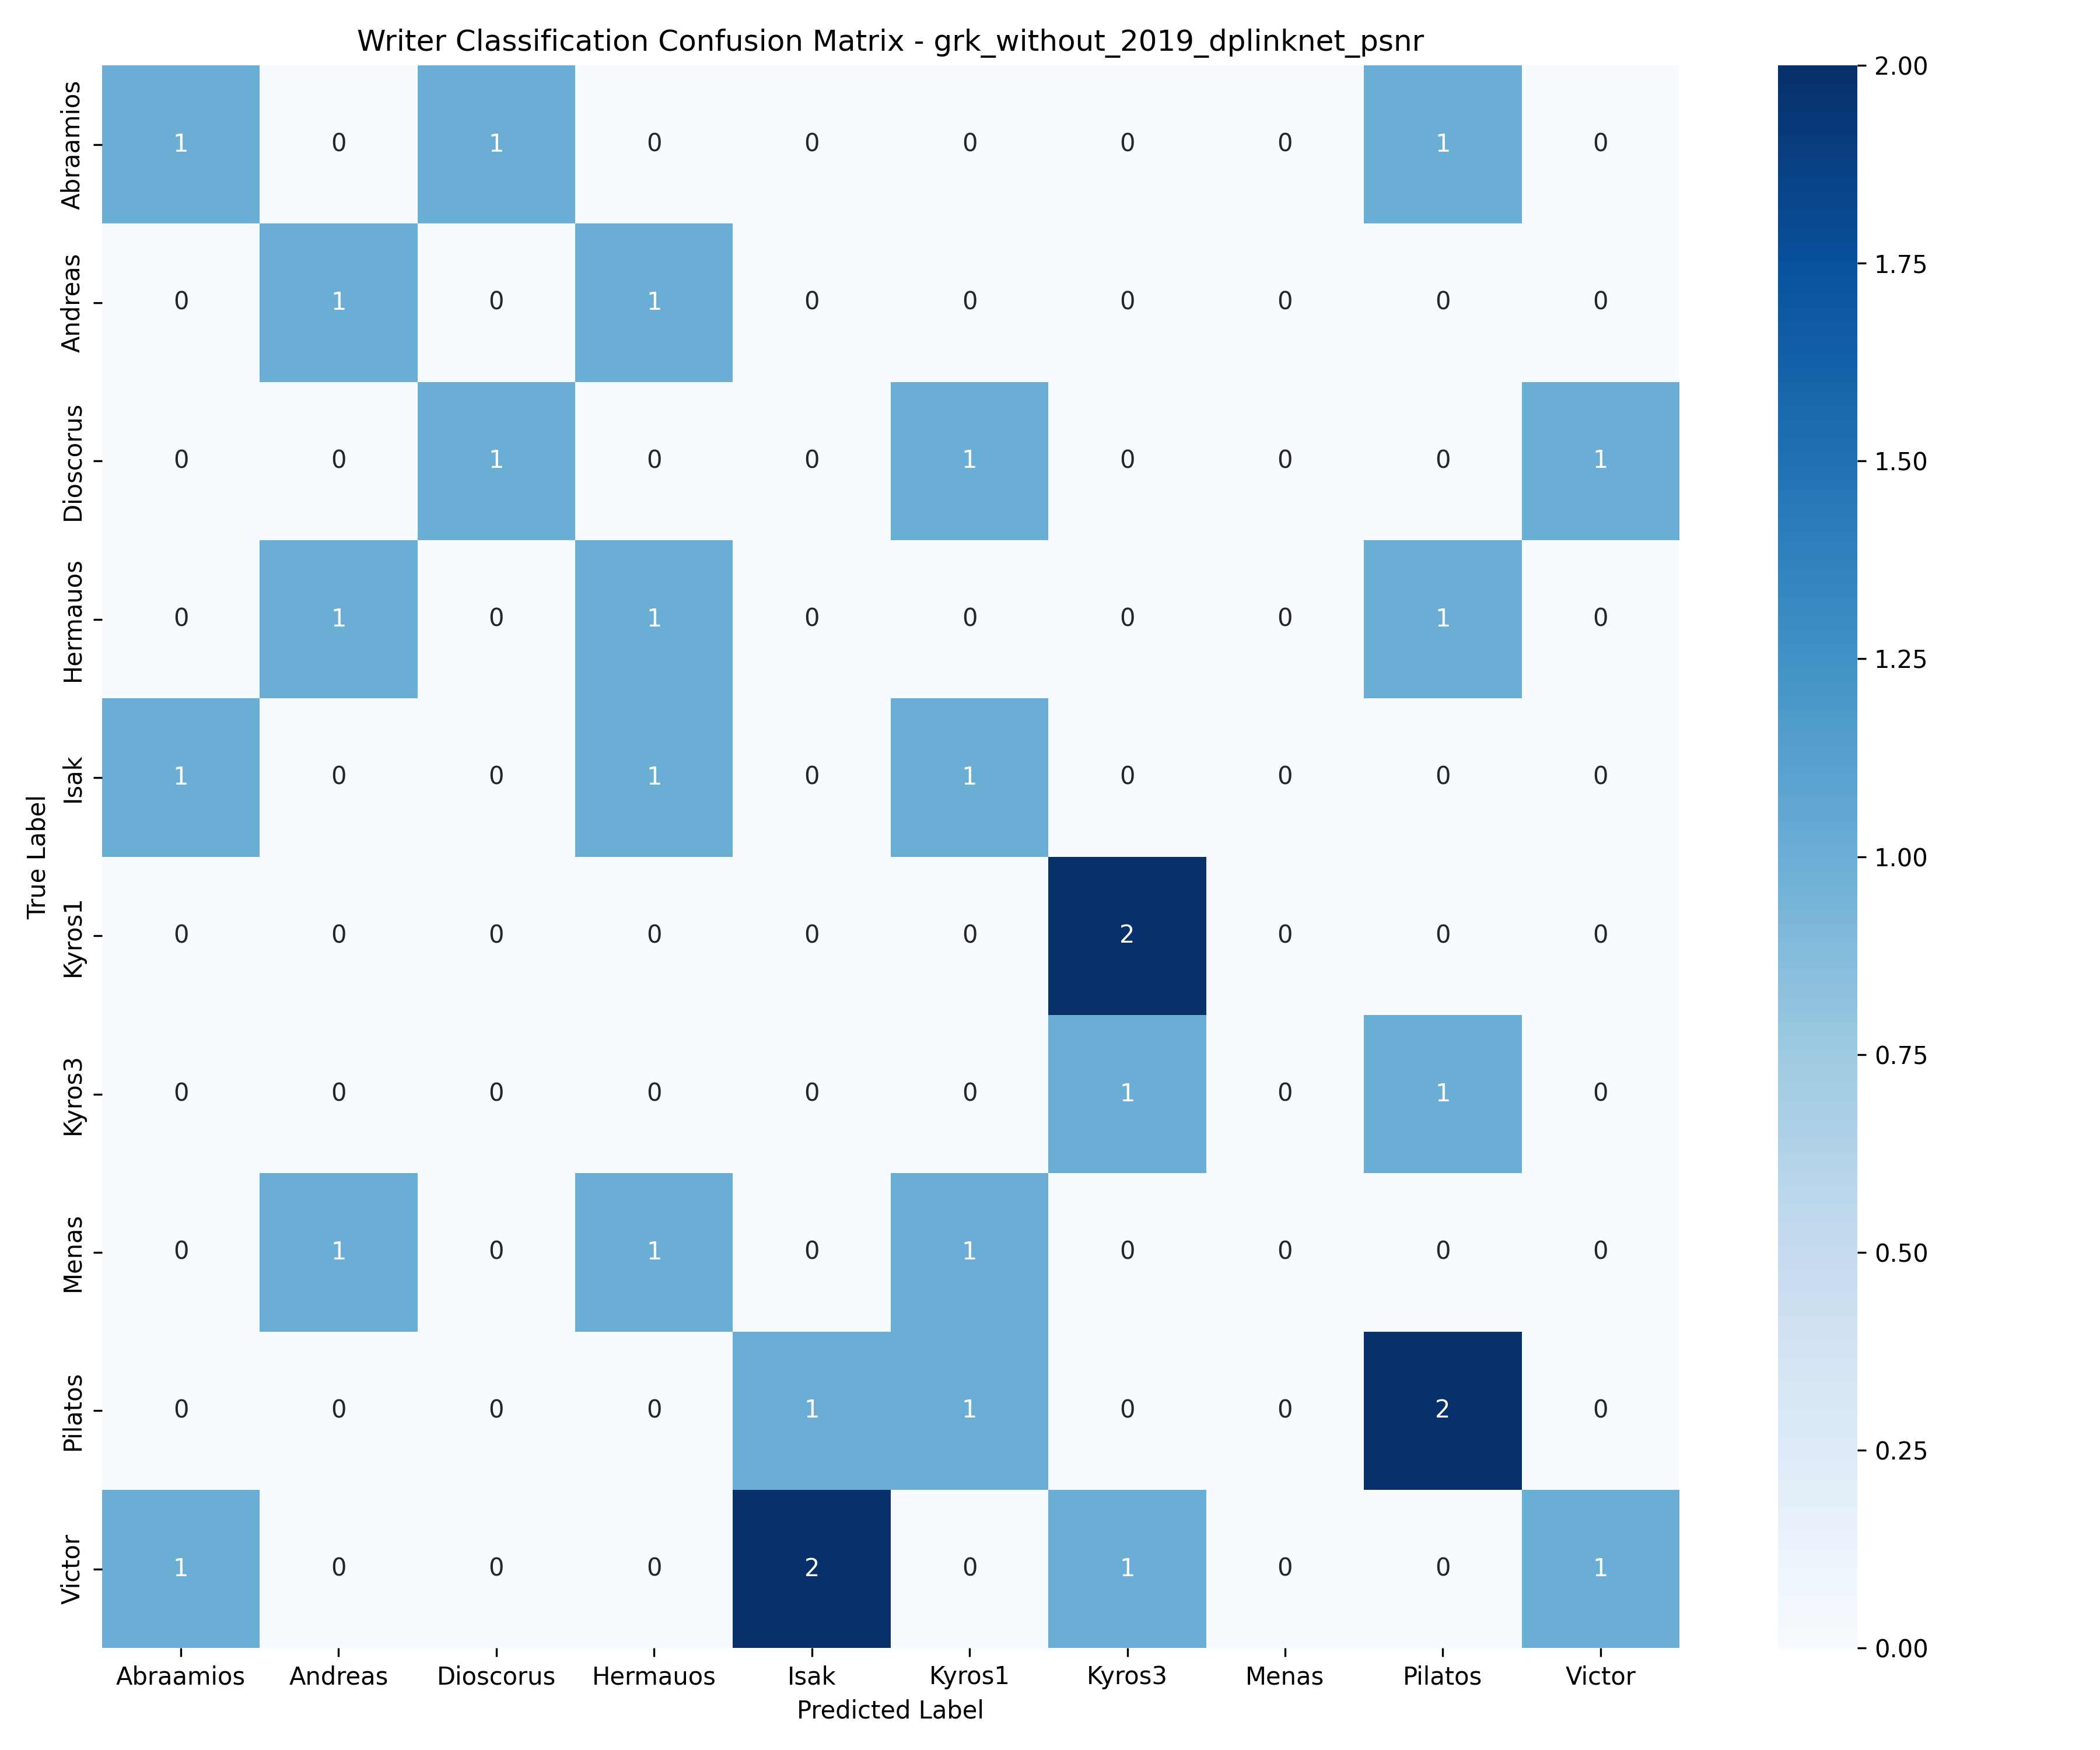 Writer Classification Confusion Matrix - grk_without_2019_dplinknet_psnr
True Label
Abraamios 1 0 1 0 0 0 0 0 1 0
Andreas 0 1 0 1 0 0 0 0 0 0
Dioscorus 0 0 1 0 0 1 0 0 0 1
Hermauos 0 1 0 1 0 0 0 0 1 0
Isak 1 0 0 1 0 1 0 0 0 0
Kyros1 0 0 0 0 0 0 2 0 0 0
Kyros3 0 0 0 0 0 0 1 0 1 0
Menas 0 1 0 1 0 1 0 0 0 0
Pilatos 0 0 0 0 1 1 0 0 2 0
Victor 1 0 0 0 2 0 1 0 0 1
Abraamios Andreas Dioscorus Hermauos Isak Kyros1 Kyros3 Menas Pilatos Victor
Predicted Label
2.00
1.75
1.50
1.25
1.00
0.75
0.50
0.25
0.00